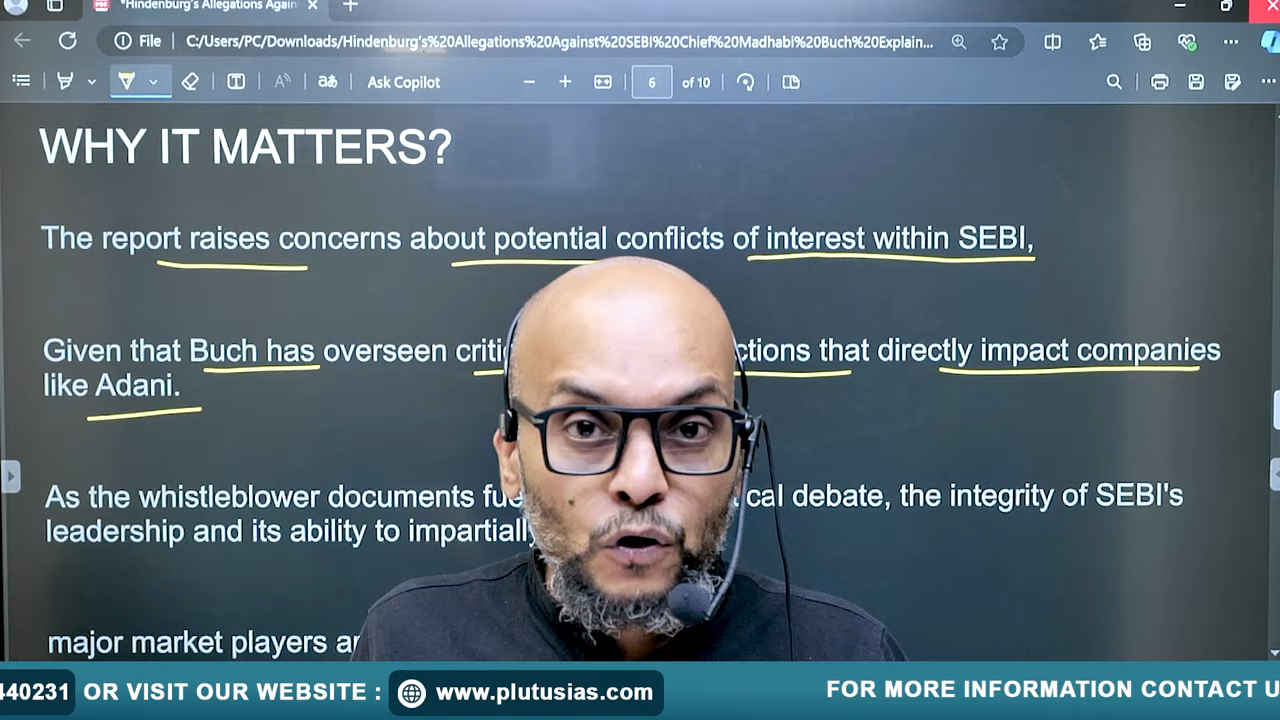 *Hindenburg's Allegations Again
File C:/Users/PC/Downloads/Hindenburg's%20Allegations%20Against%20SEBI%20Chief%20Madhabi%20Buch%20Explain...
Ask Copilot 6 of 10
WHY IT MATTERS?
The report raises concerns about potential conflicts of interest within SEBI,
Given that Buch has overseen ctions that directly impact companies
like Adani.
As the whistleblower documents cal debate, the integrity of SEBI's
leadership and its ability to impartially
major market players
440231 OR VISIT OUR WEBSITE : www.plutusias.com FOR MORE INFORMATION CONTACT U